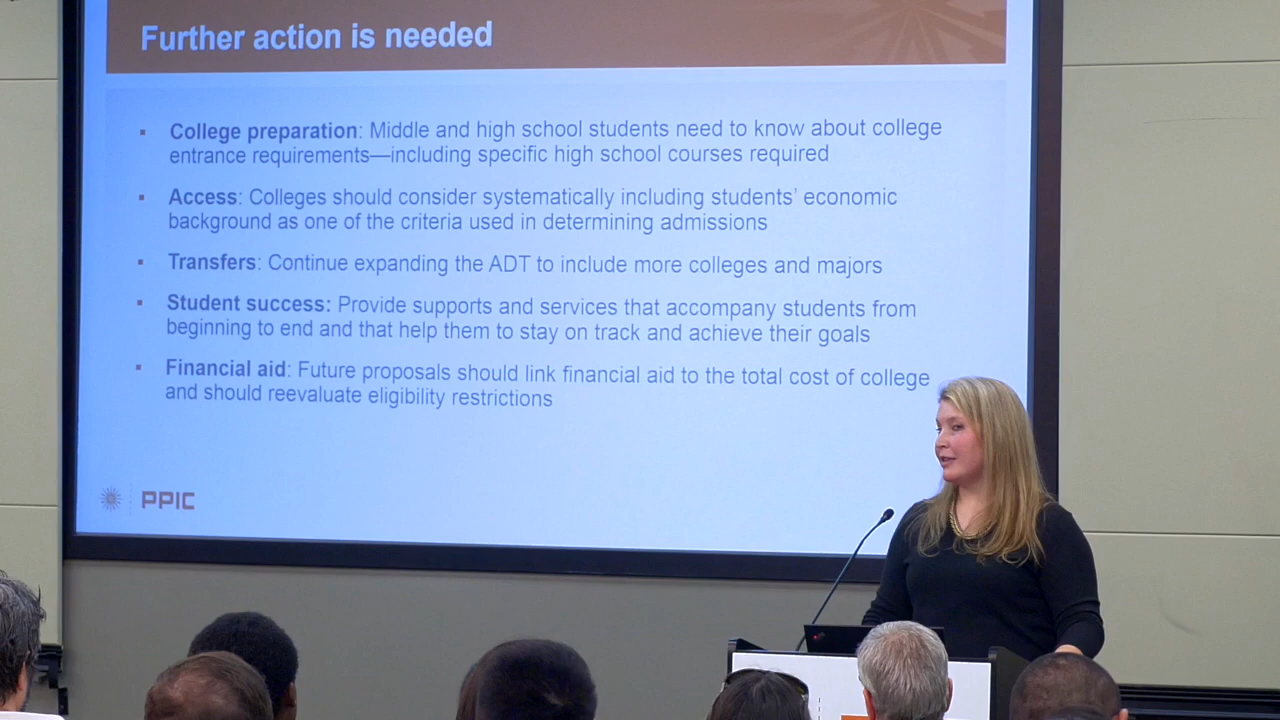 Further action is needed
▪ College preparation: Middle and high school students need to know about college
entrance requirements—including specific high school courses required
▪ Access: Colleges should consider systematically including students' economic
background as one of the criteria used in determining admissions
▪ Transfers: Continue expanding the ADT to include more colleges and majors
▪ Student success: Provide supports and services that accompany students from
beginning to end and that help them to stay on track and achieve their goals
▪ Financial aid: Future proposals should link financial aid to the total cost of college
and should reevaluate eligibility restrictions
PPIC